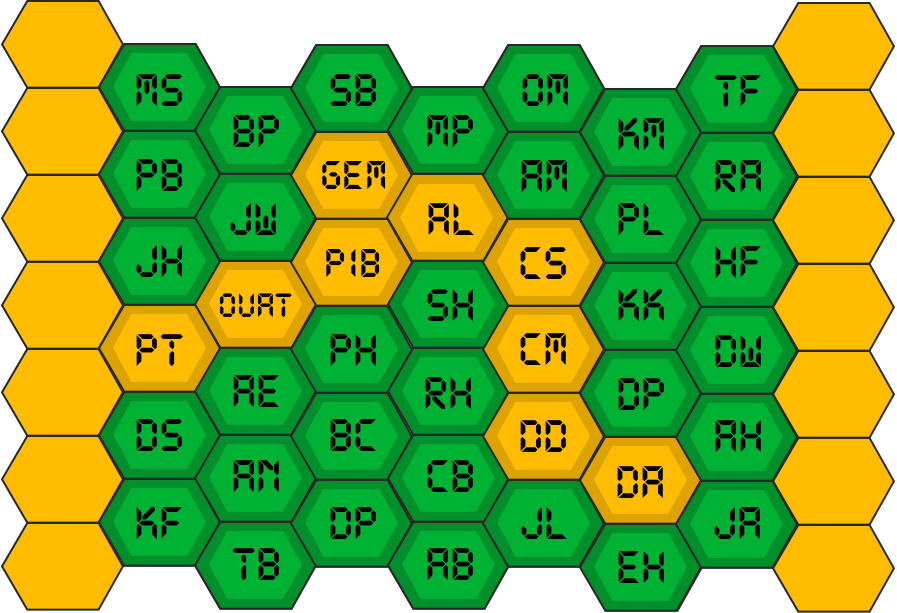 MS SB OM TF
BP MP KM
PB GEM AM RA
JW AL PL
JH PIB CS HF
OUAT SH KK
PT PH CM DW
AE RH DP
DS BC DD AH
AN CB DA
KF DP JL JA
TB AB EH